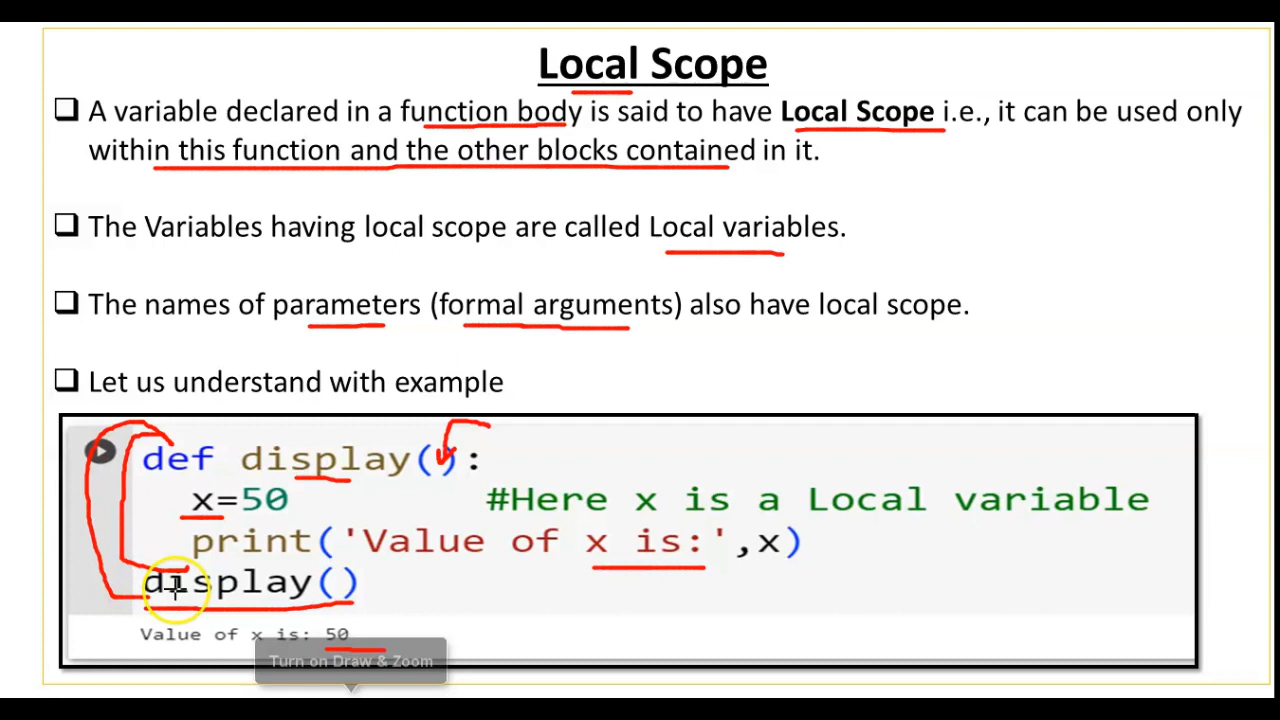 Local Scope
❑ A variable declared in a function body is said to have Local Scope i.e., it can be used only
within this function and the other blocks contained in it.
❑ The Variables having local scope are called Local variables.
❑ The names of parameters (formal arguments) also have local scope.
❑ Let us understand with example
def display():
x=50 #Here x is a Local variable
print('Value of x is:',x)
display()
Value of x is: 50
Turn on Draw & Zoom